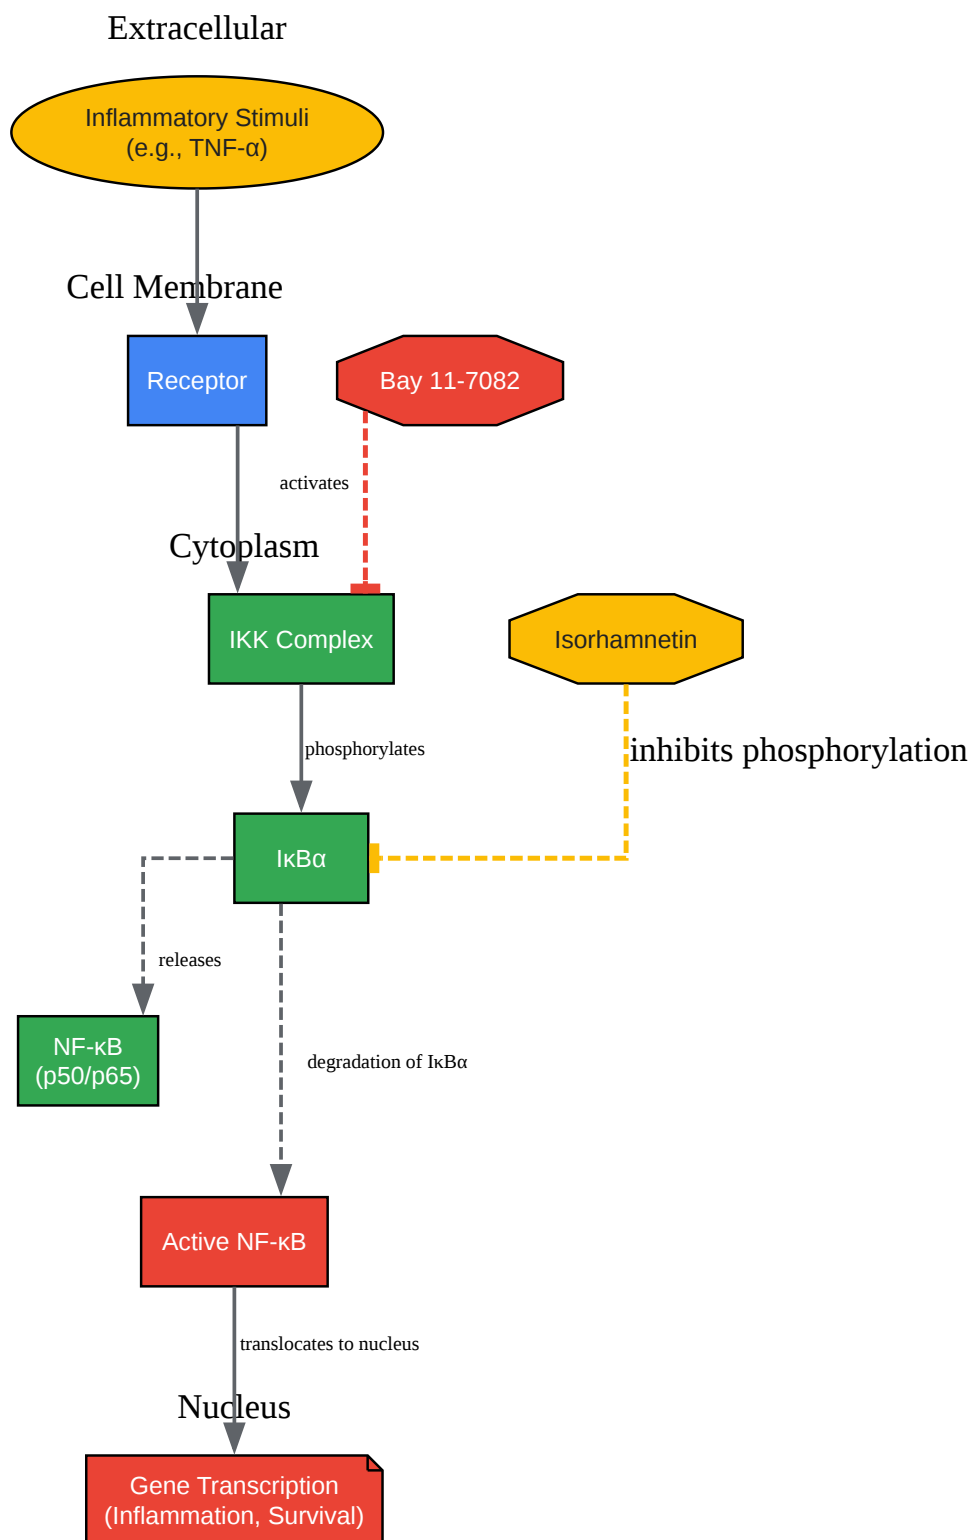 Extracellular
Inflammatory Stimuli
(e.g., TNF-α)
Cell Membrane
Receptor
Bay 11-7082
activates
Cytoplasm
IKK Complex
Isorhamnetin
phosphorylates
inhibits phosphorylation
IκBα
releases
NF-κB
(p50/p65)
degradation of IκBα
Active NF-κB
translocates to nucleus
Nucleus
Gene Transcription
(Inflammation, Survival)